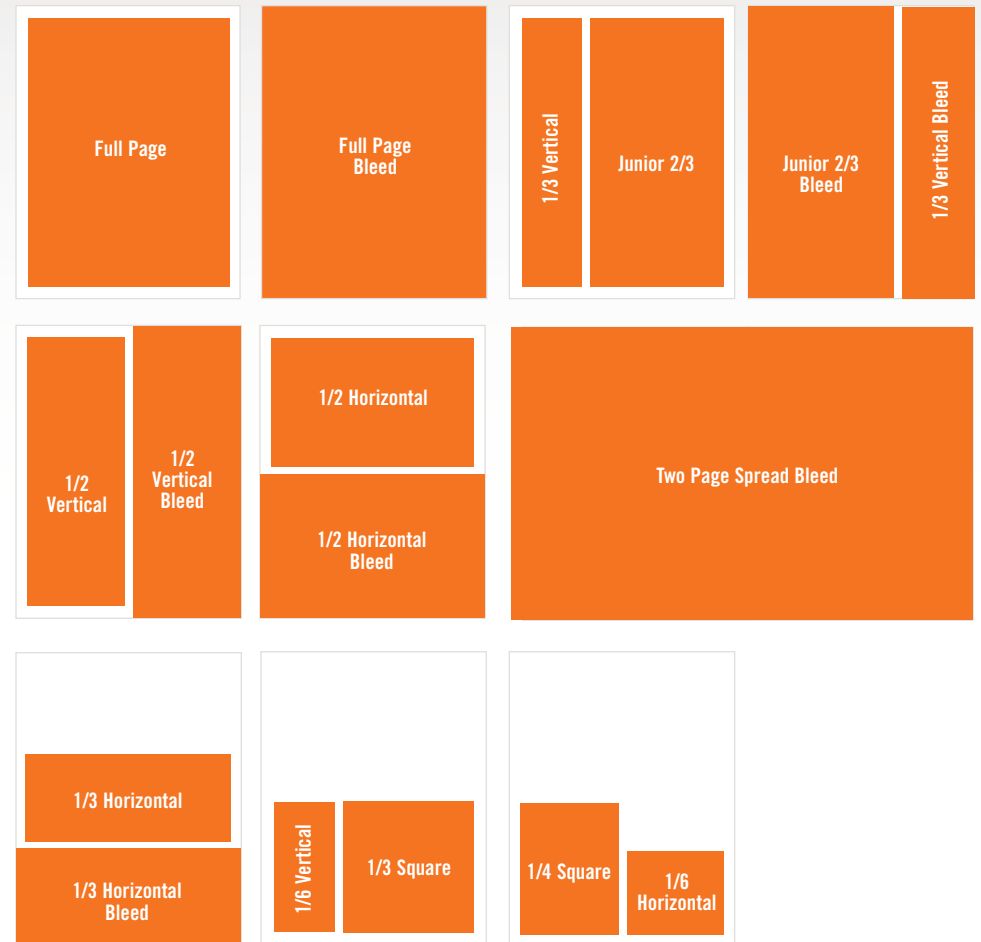 Full Page
Full Page
Bleed
1/3 Vertical
Junior 2/3
Junior 2/3
Bleed
1/3 Vertical Bleed
1/2
Vertical
1/2
Vertical
Bleed
1/2 Horizontal
1/2 Horizontal
Bleed
Two Page Spread Bleed
1/3 Horizontal
1/3 Horizontal
Bleed
1/6 Vertical
1/3 Square
1/4 Square
1/6
Horizontal